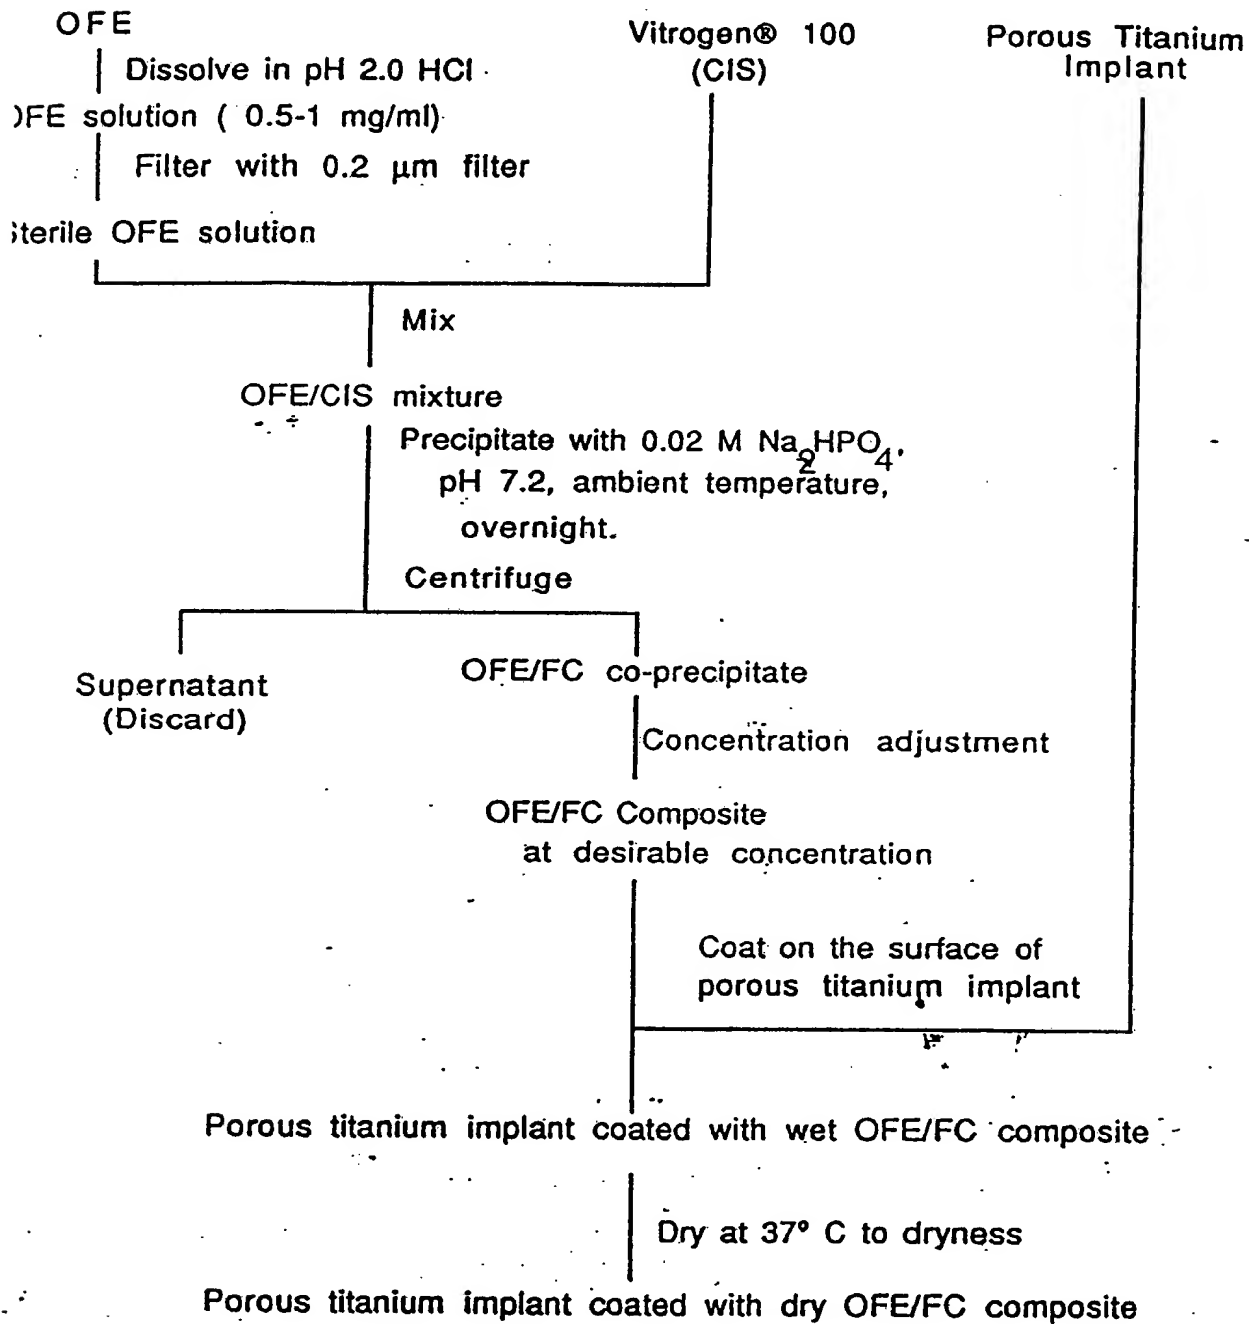 OFE
Vitrogen® 100
(CIS)
Porous Titanium
Implant
Dissolve in pH 2.0 HCl
)FE solution ( 0.5-1 mg/ml)
Filter with 0.2 μm filter
;terile OFE solution
Mix
OFE/CIS mixture
Precipitate with 0.02 M Na₂HPO₄,
pH 7.2, ambient temperature,
overnight.
Centrifuge
Supernatant
(Discard)
OFE/FC co-precipitate
Concentration adjustment
OFE/FC Composite
at desirable concentration
Coat on the surface of
porous titanium implant
Porous titanium implant coated with wet OFE/FC composite
Dry at 37° C to dryness
Porous titanium implant coated with dry OFE/FC composite